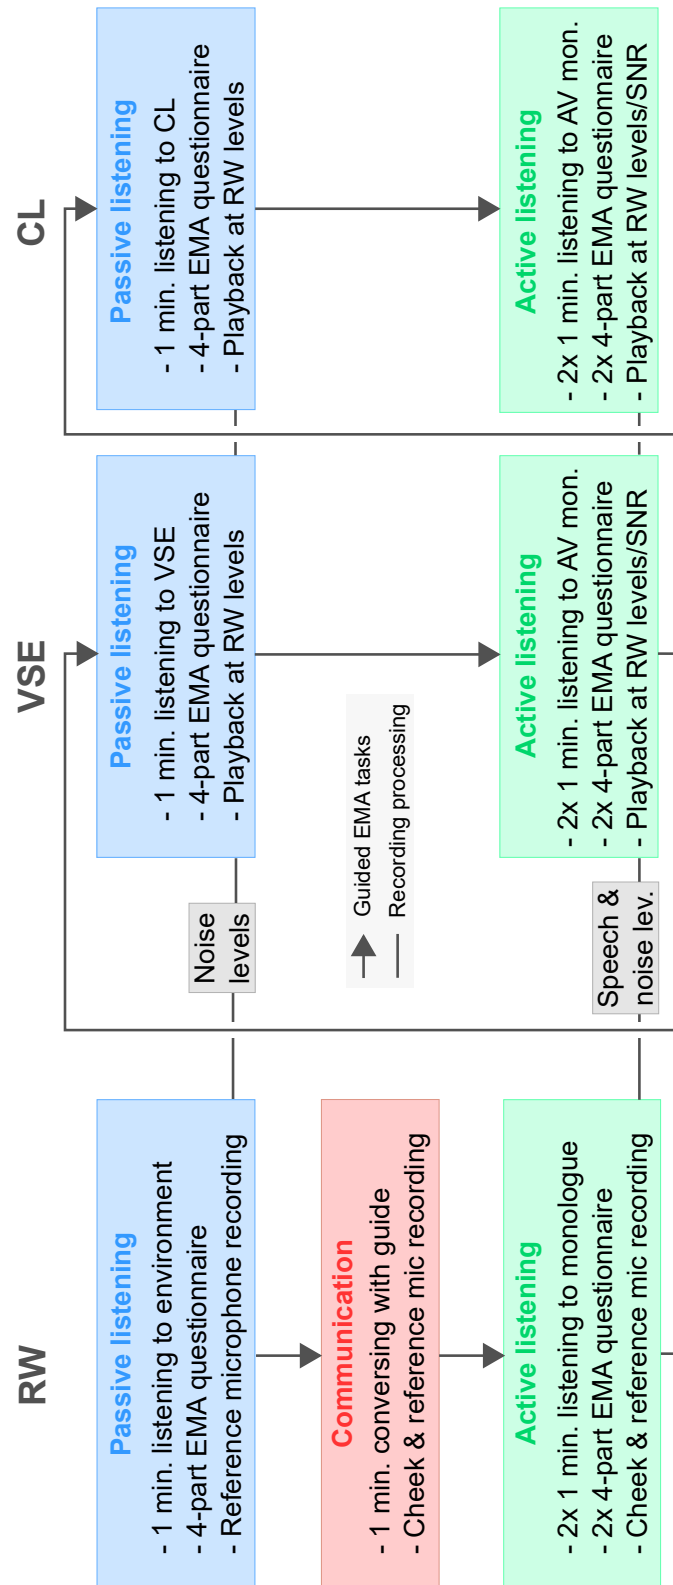 RW
Passive listening
- 1 min. listening to environment
- 4-part EMA questionnaire
- Reference microphone recording
Communication
- 1 min. conversing with guide
- Cheek & reference mic recording
Active listening
- 2x 1 min. listening to monologue
- 2x 4-part EMA questionnaire
- Cheek & reference mic recording
Noise
levels
Guided EMA tasks
Recording processing
Speech &
noise lev.
VSE
Passive listening
- 1 min. listening to VSE
- 4-part EMA questionnaire
- Playback at RW levels
Active listening
- 2x 1 min. listening to AV mon.
- 2x 4-part EMA questionnaire
- Playback at RW levels/SNR
CL
Passive listening
- 1 min. listening to CL
- 4-part EMA questionnaire
- Playback at RW levels
Active listening
- 2x 1 min. listening to AV mon.
- 2x 4-part EMA questionnaire
- Playback at RW levels/SNR